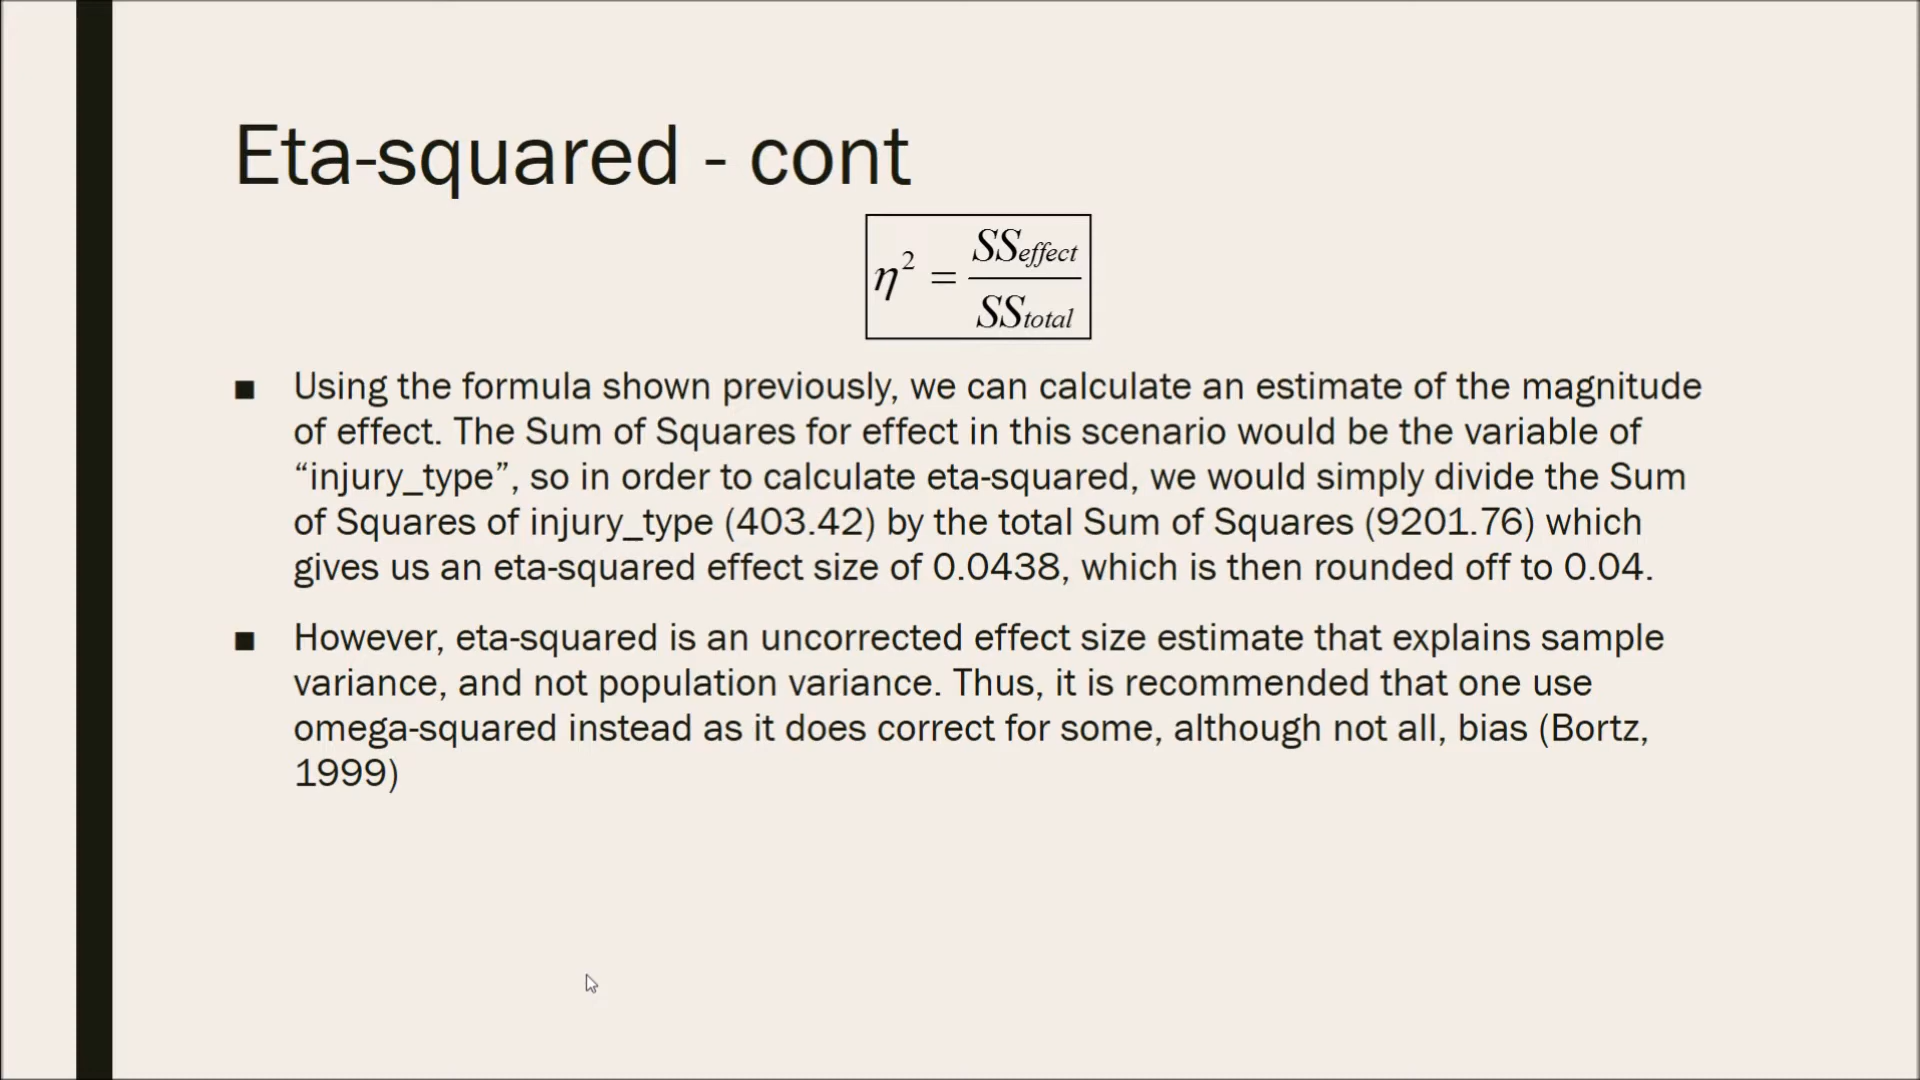 Eta-squared - cont
η² = SSeffect / SStotal
■ Using the formula shown previously, we can calculate an estimate of the magnitude
of effect. The Sum of Squares for effect in this scenario would be the variable of
“injury_type”, so in order to calculate eta-squared, we would simply divide the Sum
of Squares of injury_type (403.42) by the total Sum of Squares (9201.76) which
gives us an eta-squared effect size of 0.0438, which is then rounded off to 0.04.
■ However, eta-squared is an uncorrected effect size estimate that explains sample
variance, and not population variance. Thus, it is recommended that one use
omega-squared instead as it does correct for some, although not all, bias (Bortz,
1999)